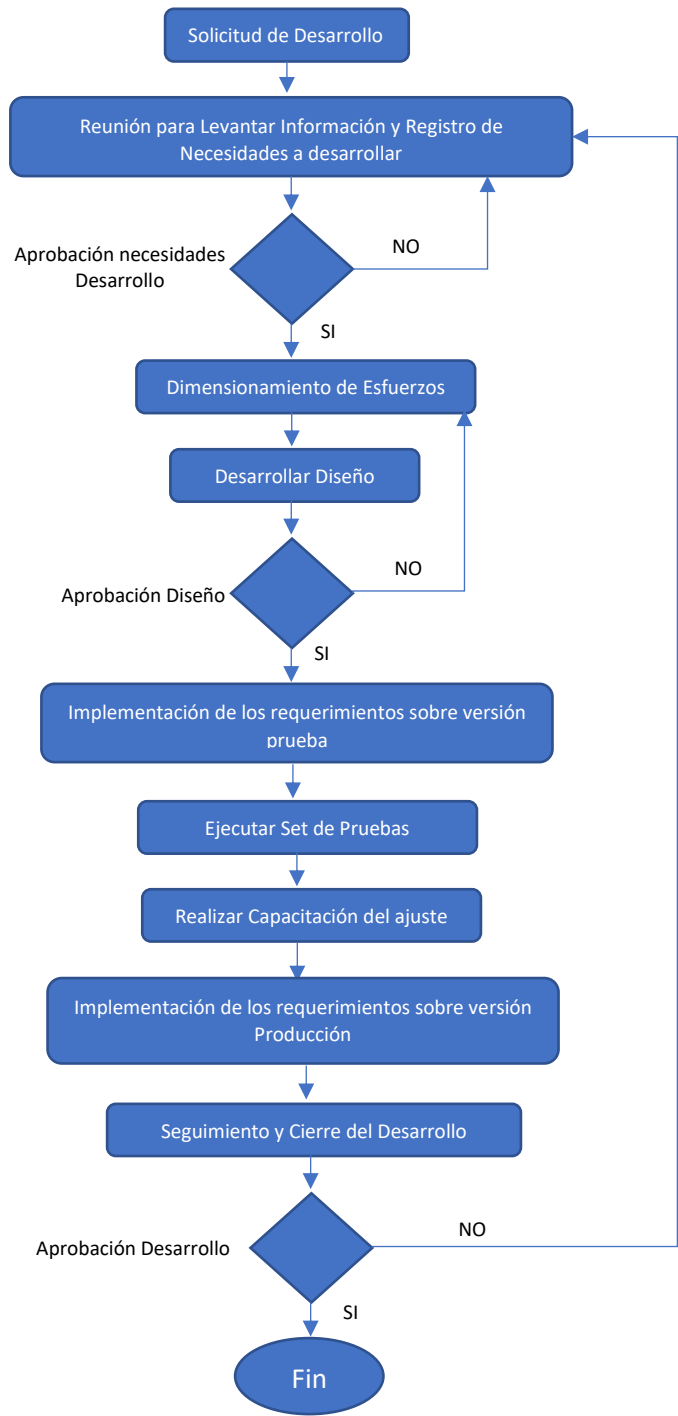 Solicitud de Desarrollo
Reunión para Levantar Información y Registro de
Necesidades a desarrollar
Aprobación necesidades
Desarrollo
NO
SI
Dimensionamiento de Esfuerzos
Desarrollar Diseño
Aprobación Diseño
NO
SI
Implementación de los requerimientos sobre versión
prueba
Ejecutar Set de Pruebas
Realizar Capacitación del ajuste
Implementación de los requerimientos sobre versión
Producción
Seguimiento y Cierre del Desarrollo
Aprobación Desarrollo
NO
SI
Fin